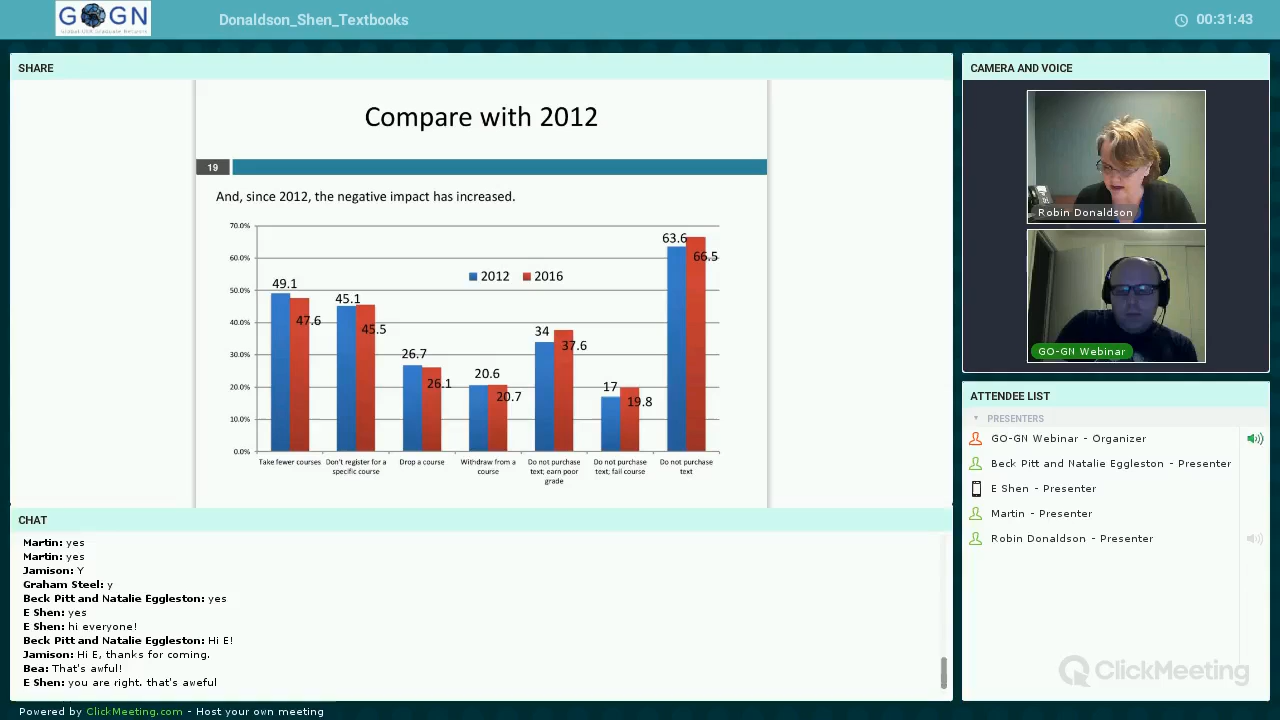 GOGN
Global OER Graduate Network
Donaldson_Shen_Textbooks
00:31:43
SHARE
Compare with 2012
19
And, since 2012, the negative impact has increased.
70.0%
60.0%
50.0%
40.0%
30.0%
20.0%
10.0%
0.0%
2012 2016
49.1
47.6
45.1
45.5
26.7
26.1
20.6
20.7
34
37.6
17
19.8
63.6
66.5
Take fewer courses
Don't register for a
specific course
Drop a course
Withdraw from a
course
Do not purchase
text; earn poor
grade
Do not purchase
text; fail course
Do not purchase
text
CAMERA AND VOICE
Robin Donaldson
GO-GN Webinar
ATTENDEE LIST
PRESENTERS
GO-GN Webinar - Organizer
Beck Pitt and Natalie Eggleston - Presenter
E Shen - Presenter
Martin - Presenter
Robin Donaldson - Presenter
CHAT
Martin: yes
Martin: yes
Jamison: Y
Graham Steel: y
Beck Pitt and Natalie Eggleston: yes
E Shen: yes
E Shen: hi everyone!
Beck Pitt and Natalie Eggleston: Hi E!
Jamison: Hi E, thanks for coming.
Bea: That's awful!
E Shen: you are right. that's aweful
ClickMeeting
Powered by ClickMeeting.com - Host your own meeting